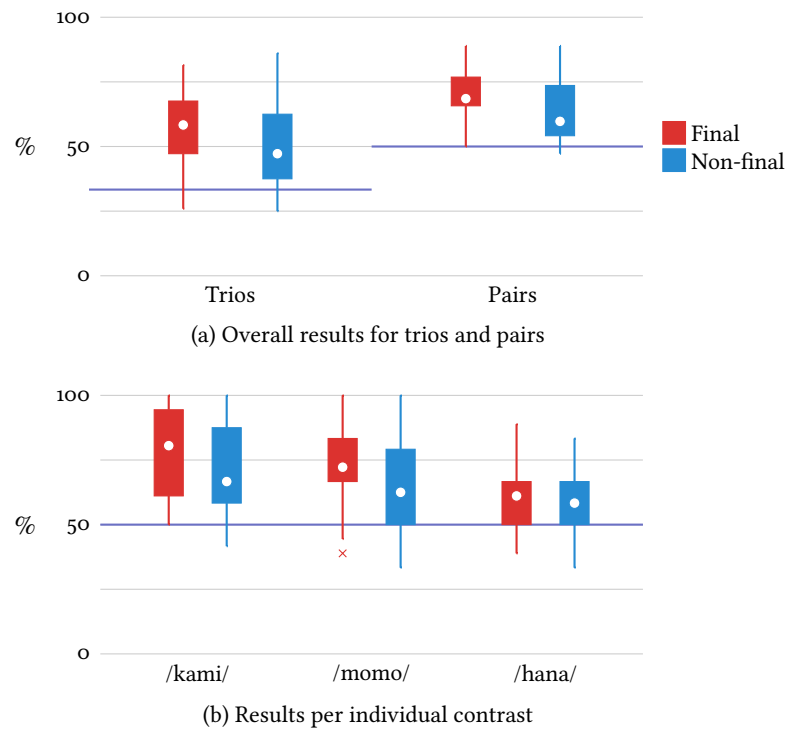 100
%
50
0
Final
Non-final
Trios
Pairs
(a) Overall results for trios and pairs
100
%
50
0
/kami/
/momo/
/hana/
(b) Results per individual contrast